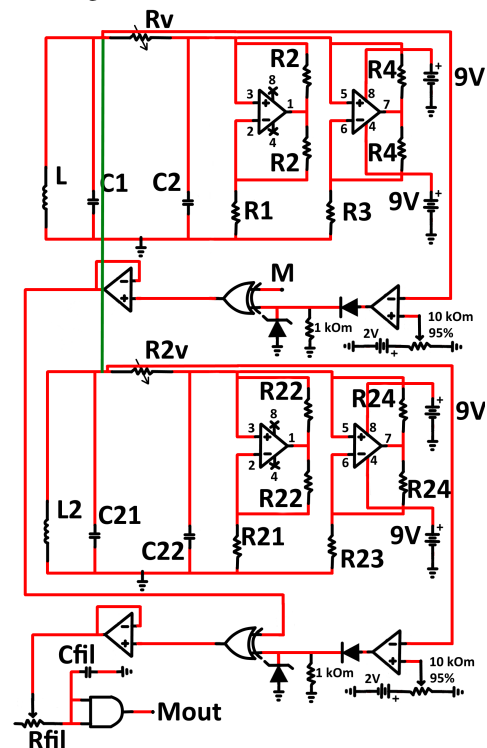 Rv
R2
R4
9V
8
3
1
2
4
5
8
7
6
4
L
C1
C2
R2
R4
R1
R3
9V
M
1 kOm
2V
+
10 kOm
95%
R2v
R22
R24
9V
8
3
1
2
4
5
8
7
6
4
L2
C21
C22
R22
R24
R21
R23
9V
Cfil
1 kOm
2V
+
10 kOm
95%
Mout
Rfil